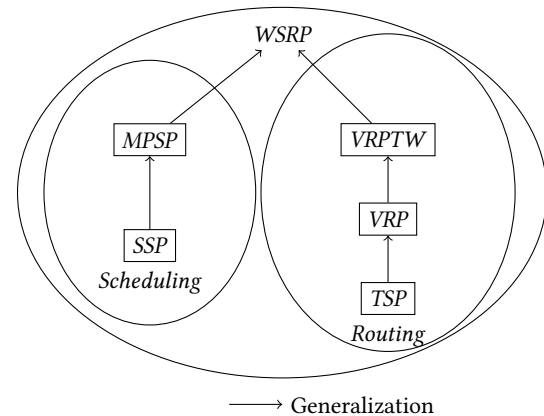 WSRP
MPSP
VRPTW
VRP
SSP
Scheduling
TSP
Routing
Generalization